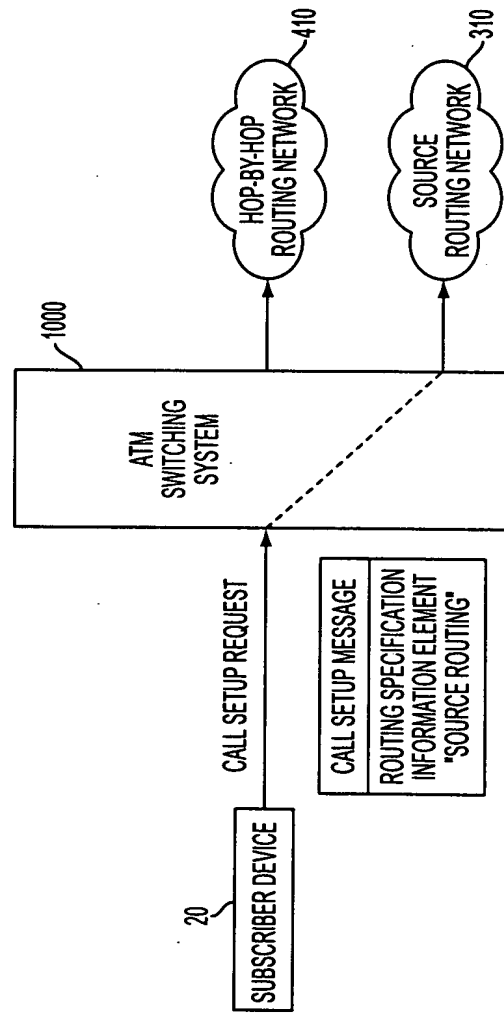 20
SUBSCRIBER DEVICE
CALL SETUP REQUEST
CALL SETUP MESSAGE
ROUTING SPECIFICATION
INFORMATION ELEMENT
"SOURCE ROUTING"
1000
ATM
SWITCHING
SYSTEM
HOP-BY-HOP
ROUTING NETWORK
410
SOURCE
ROUTING NETWORK
310